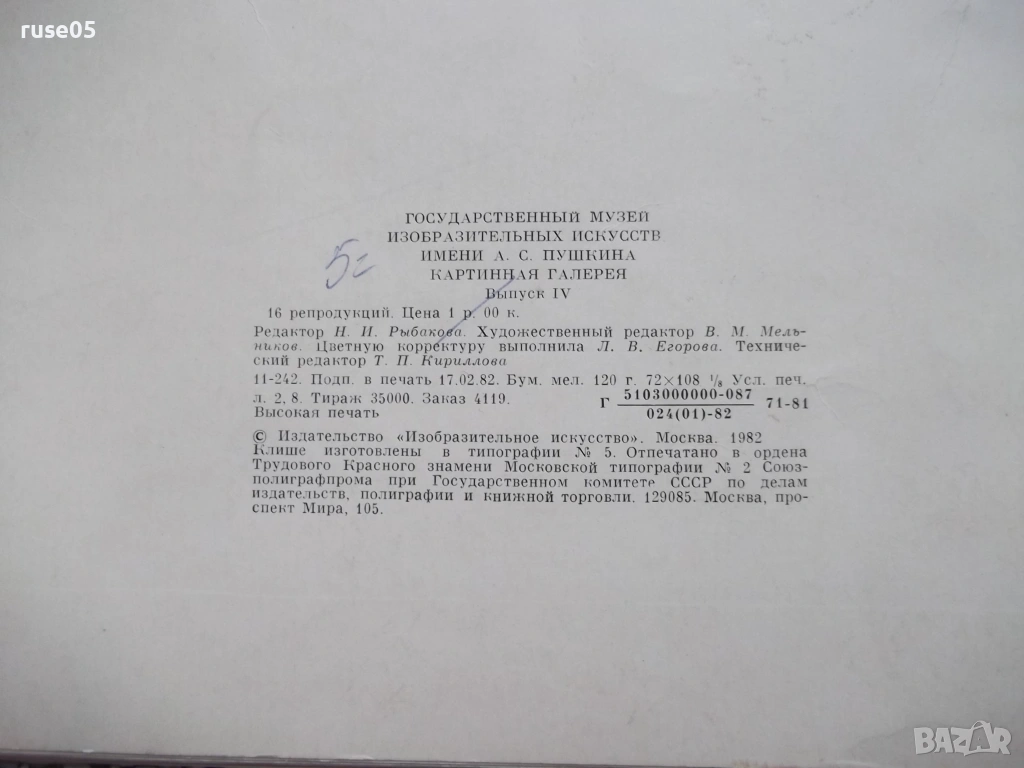 ruse05
ГОСУДАРСТВЕННЫЙ МУЗЕЙ
ИЗОБРАЗИТЕЛЬНЫХ ИСКУССТВ
ИМЕНИ А. С. ПУШКИНА
КАРТИННАЯ ГАЛЕРЕЯ
Выпуск IV
5=
16 репродукций. Цена 1 р. 00 к.
Редактор Н. И. Рыбакова. Художественный редактор В. М. Мель-
ников. Цветную корректуру выполнила Л. В. Егорова. Техниче-
ский редактор Т. П. Кириллова
11-242. Подп. в печать 17.02.82. Бум. мел. 120 г. 72×108 1/8 Усл. печ.
л. 2,8. Тираж 35000. Заказ 4119.
Высокая печать
Г 5103000000-087 / 024(01)-82 71-81
© Издательство «Изобразительное искусство». Москва. 1982
Клише изготовлены в типографии № 5. Отпечатано в ордена
Трудового Красного знамени Московской типографии № 2 Союз-
полиграфпрома при Государственном комитете СССР по делам
издательств, полиграфии и книжной торговли. 129085. Москва, про-
спект Мира, 105.
BAZAR